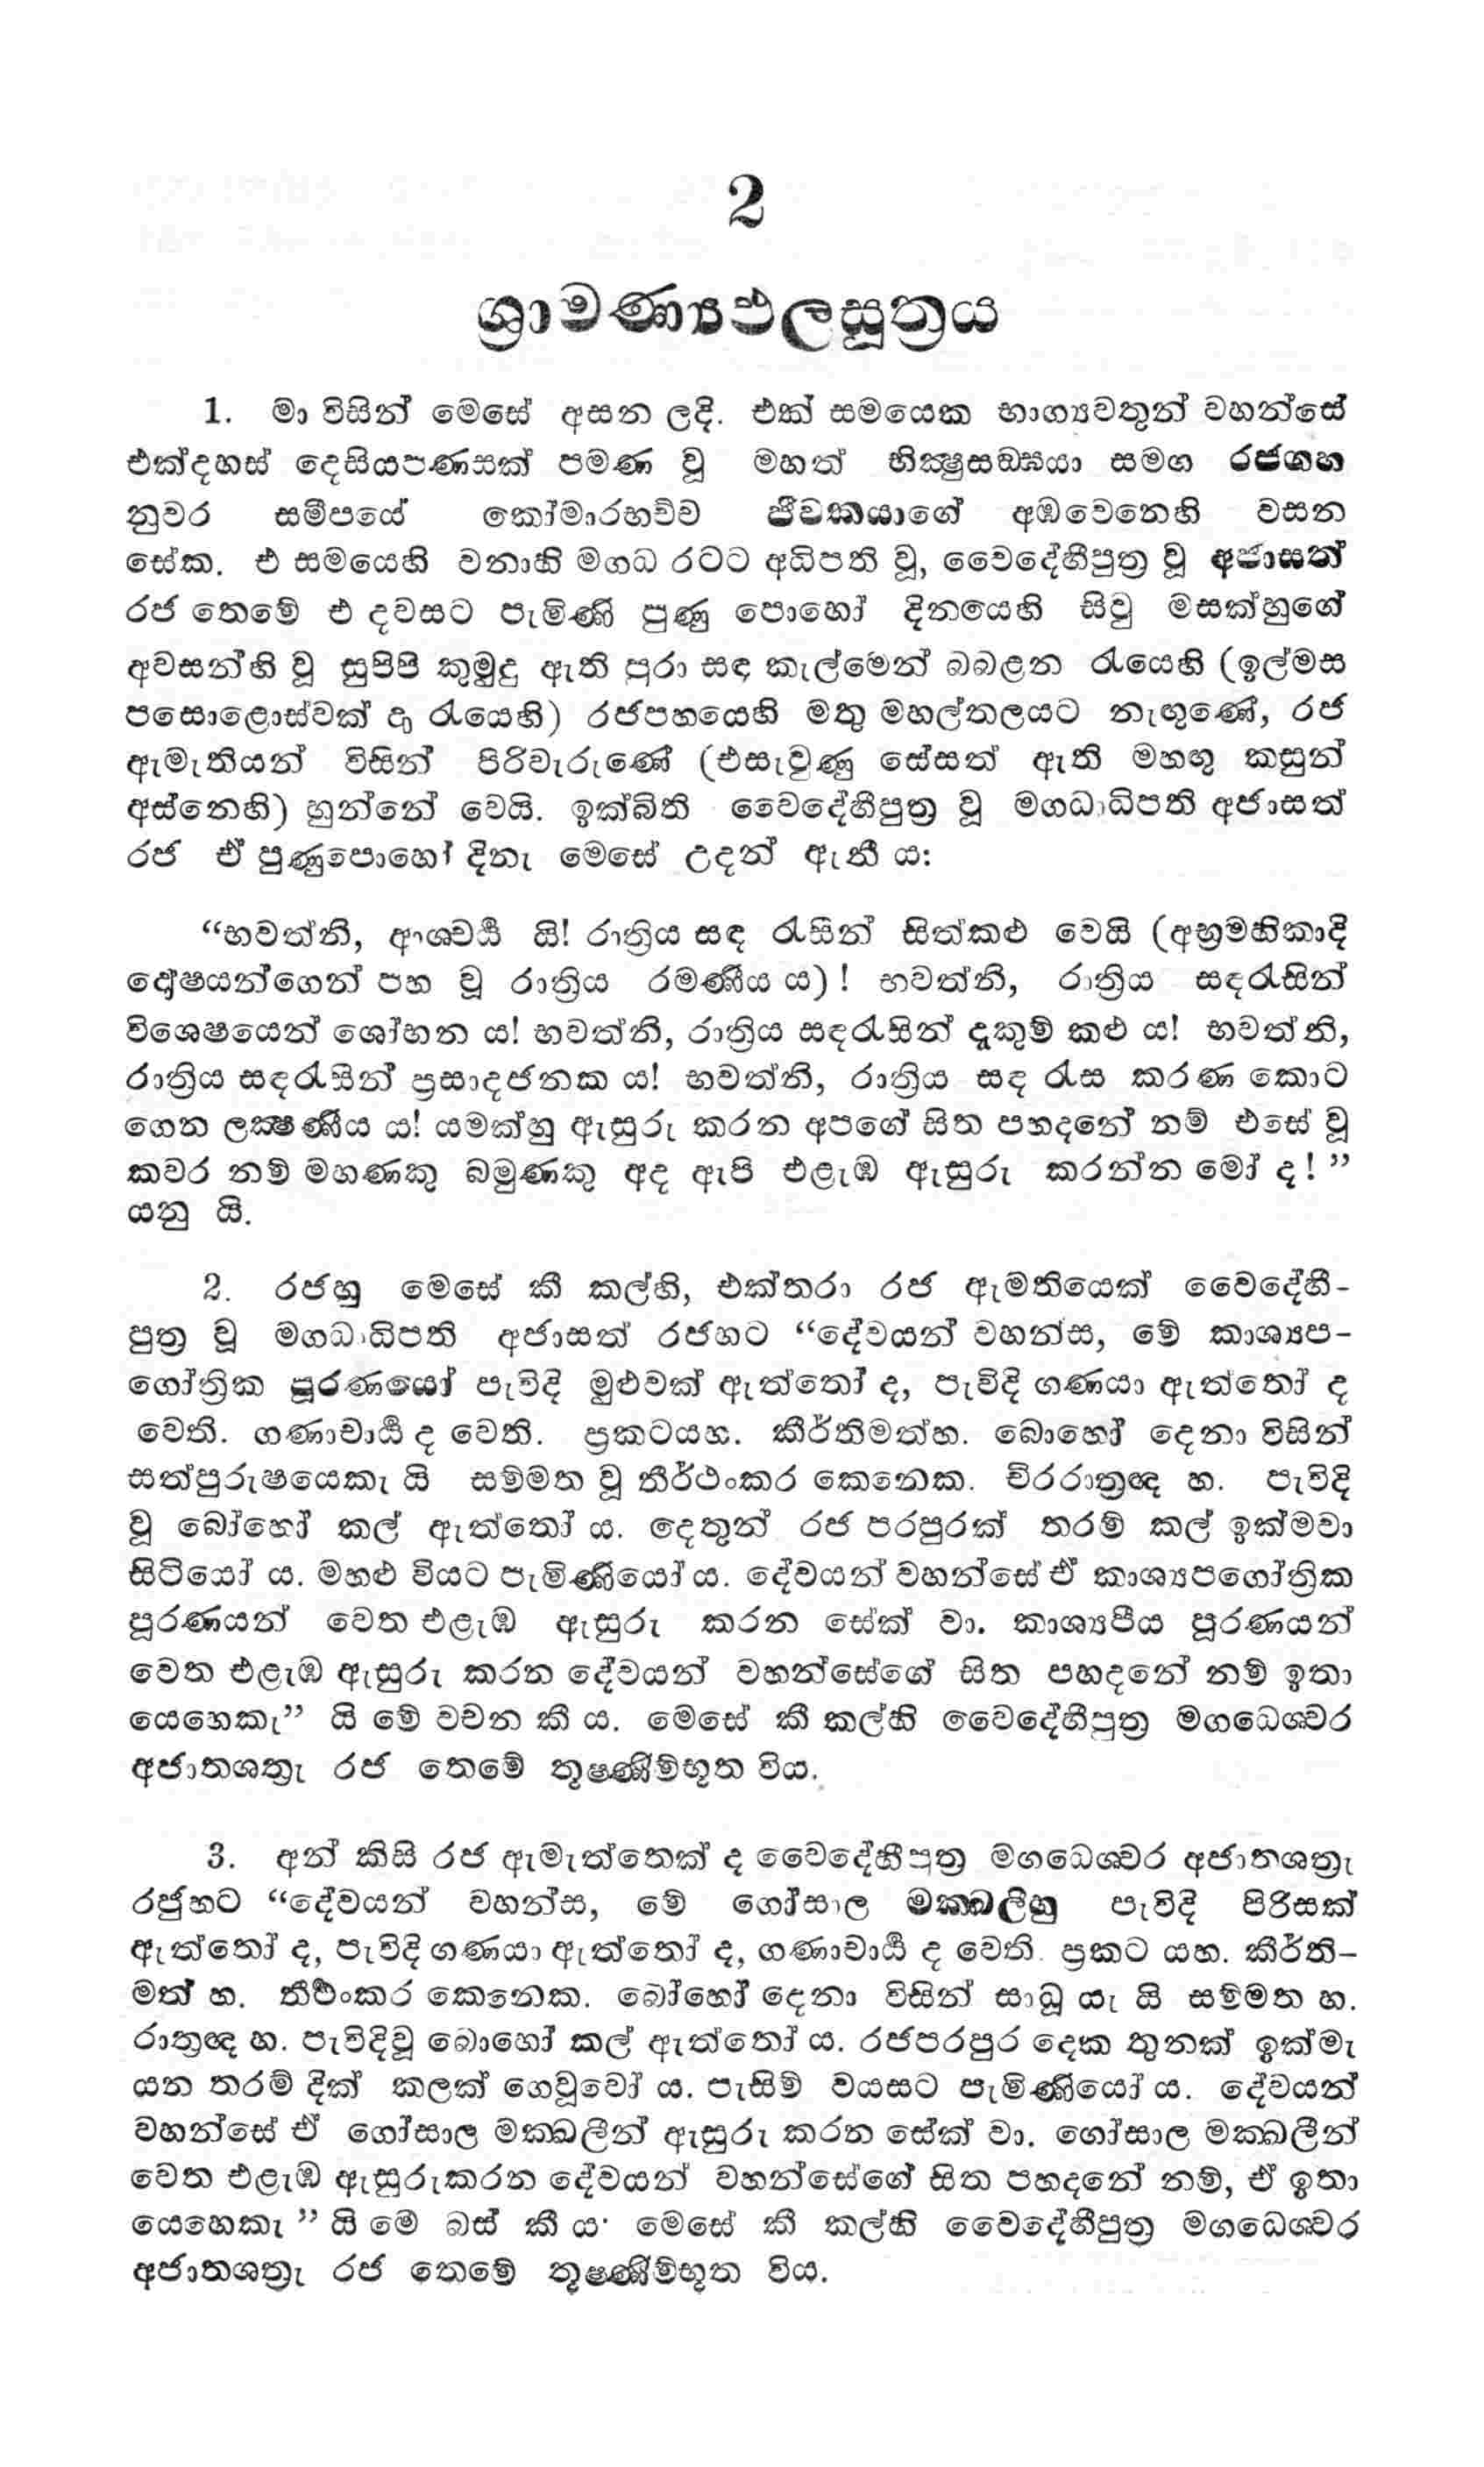 2
ශ්‍රාමණ්‍යඵලසූත්‍රය
1. මා විසින් මෙසේ අසන ලදි. එක් සමයෙක භාග්‍යවතුන් වහන්සේ
එක්දහස් දෙසියපණසක් පමණ වූ මහත් භික්‍ෂුසඞ්ඝයා සමග රජගහ
නුවර සමීපයේ කෝමාරභච්ච ජීවකයාගේ අඹවෙනෙහි වසන
සේක. එ සමයෙහි වනාහි මගධ රටට අධිපති වූ, වෛදේහීපුත්‍ර වූ අජාසත්
රජ තෙමේ එ දවසට පැමිණි පුණු පොහෝ දිනයෙහි සිවු මසක්හුගේ
අවසන්හි වූ සුපිපි කුමුදු ඇති පුරා සඳ කැල්මෙන් බබළන රැයෙහි (ඉල්මස
පසොළොස්වක් දා රැයෙහි) රජපහයෙහි මතු මහල්තලයට නැඟුණේ, රජ
ඇමැතියන් විසින් පිරිවැරුණේ (එසැවුණු සේසත් ඇති මහඟු කසුන්
අස්නෙහි) හුන්නේ වෙයි. ඉක්බිති වෛදේහීපුත්‍ර වූ මගධාධිපති අජාසත්
රජ ඒ පුණුපොහෝ දිනැ මෙසේ උදන් ඇනී ය:
“භවත්නි, ආශ්චර්‍ය්‍ය යි! රාත්‍රිය සඳ රැසින් සිත්කළු වෙයි (අභ්‍රමහිකාදි
දෝෂයන්ගෙන් පහ වූ රාත්‍රිය රමණීය ය)! භවත්නි, රාත්‍රිය සඳරැසින්
විශෙෂයෙන් ශෝභන ය! භවත්නි, රාත්‍රිය සඳරැසින් දැකුම් කළු ය! භවත්නි,
රාත්‍රිය සඳරැසින් ප්‍රසාදජනක ය! භවත්නි, රාත්‍රිය සඳ රැස කරණ කොට
ගෙන ලක්‍ෂණීය ය! යමක්හු ඇසුරු කරන අපගේ සිත පහදනේ නම් එසේ වූ
කවර නම් මහණකු බමුණකු අද ඇපි එළැඹ ඇසුරු කරන්න මෝ ද!”
යනු යි.
2. රජහු මෙසේ කී කල්හි, එක්තරා රජ ඇමතියෙක් වෛදේහී-
පුත්‍ර වූ මගධාධිපති අජාසත් රජහට “දේවයන් වහන්ස, මේ කාශ්‍යප-
ගෝත්‍රික පූරණයෝ පැවිදි මුළුවක් ඇත්තෝ ද, පැවිදි ගණයා ඇත්තෝ ද
වෙති. ගණාචාර්‍ය්‍ය ද වෙති. ප්‍රකටයහ. කීර්තිමත්හ. බොහෝ දෙනා විසින්
සත්පුරුෂයෙකැ යි සම්මත වූ තීර්ථංකර කෙනෙක. චිරරාත්‍රඥ හ. පැවිදි
වූ බෝහෝ කල් ඇත්තෝ ය. දෙතුන් රජ පරපුරක් තරම් කල් ඉක්මවා
සිටියෝ ය. මහළු වියට පැමිණියෝ ය. දේවයන් වහන්සේ ඒ කාශ්‍යපගෝත්‍රික
පූරණයන් වෙත එළැඹ ඇසුරු කරන සේක් වා. කාශ්‍යපීය පූරණයන්
වෙත එළැඹ ඇසුරු කරන දේවයන් වහන්සේගේ සිත පහදනේ නම් ඉතා
යෙහෙකැ” යි මේ වචන කී ය. මෙසේ කී කල්හි වෛදේහීපුත්‍ර මගධෙශ්වර
අජාතශත්‍රැ රජ තෙමේ තූෂ්ණීම්භූත විය.
3. අන් කිසි රජ ඇමැත්තෙක් ද වෛදේහීපුත්‍ර මගධෙශ්වර අජාතශත්‍රැ
රජුහට “දේවයන් වහන්ස, මේ ගෝසාල මක්ඛලිහු පැවිදි පිරිසක්
ඇත්තෝ ද, පැවිදි ගණයා ඇත්තෝ ද, ගණාචාර්‍ය්‍ය ද වෙති. ප්‍රකට යහ. කීර්ති-
මත් හ. තීර්‍ථංකර කෙනෙක. බෝහෝ දෙනා විසින් සාධු යැ යි සම්මත හ.
රාත්‍රඥ හ. පැවිදිවූ බොහෝ කල් ඇත්තෝ ය. රජපරපුර දෙක තුනක් ඉක්මැ
යන තරම් දික් කලක් ගෙවූවෝ ය. පැසිම් වයසට පැමිණියෝ ය. දේවයන්
වහන්සේ ඒ ගෝසාල මක්ඛලීන් ඇසුරු කරන සේක් වා. ගෝසාල මක්ඛලීන්
වෙත එළැඹ ඇසුරුකරන දේවයන් වහන්සේගේ සිත පහදනේ නම්, ඒ ඉතා
යෙහෙකැ” යි මෙ බස් කී ය. මෙසේ කී කල්හි වෛදේහීපුත්‍ර මගධෙශ්වර
අජාතශත්‍රැ රජ තෙමේ තූෂ්ණීම්භූත විය.